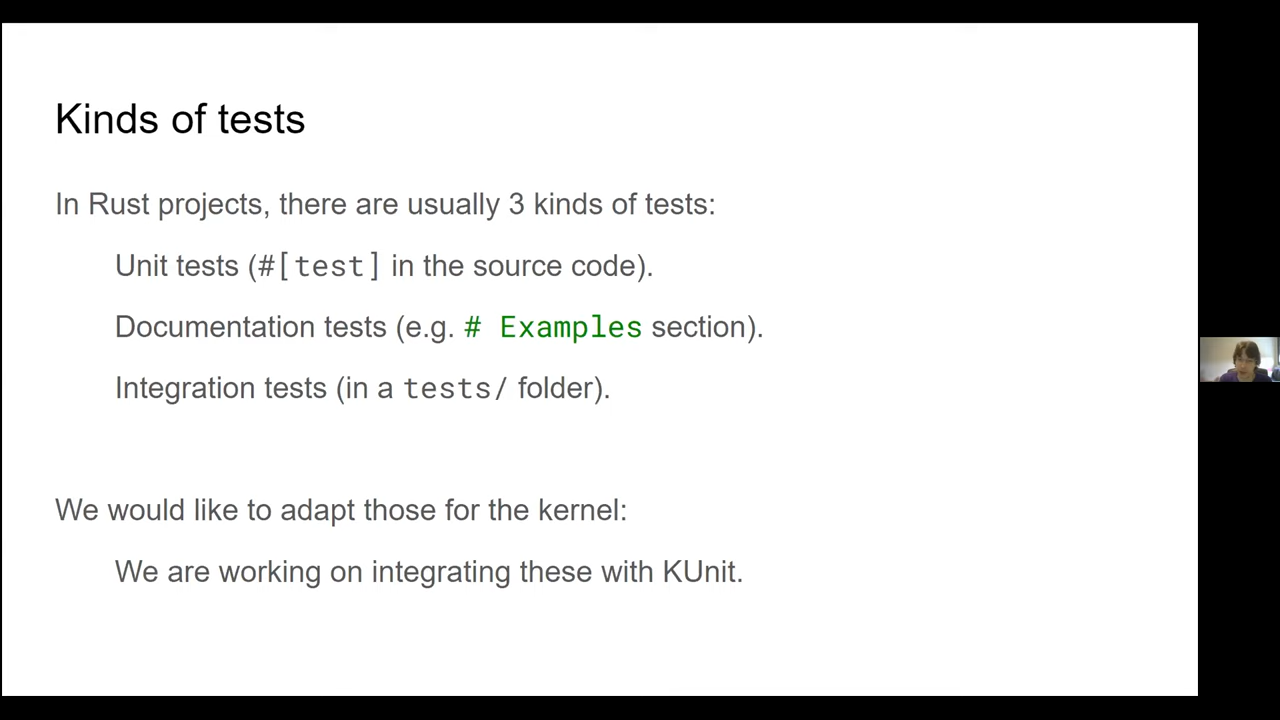 Kinds of tests
In Rust projects, there are usually 3 kinds of tests:
Unit tests (#[test] in the source code).
Documentation tests (e.g. # Examples section).
Integration tests (in a tests/ folder).
We would like to adapt those for the kernel:
We are working on integrating these with KUnit.